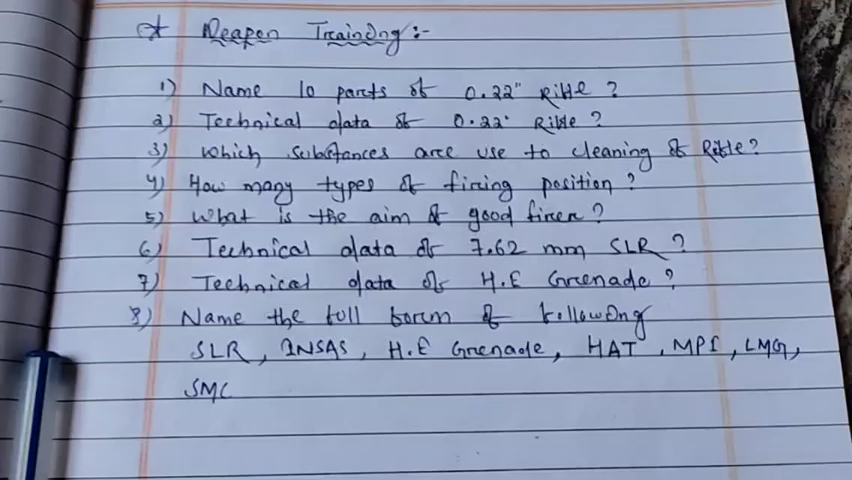 * Weapon Training:-
1) Name 10 parts of 0.22" Rifle ?
2) Technical data of 0.22" Rifle ?
3) Which substances are use to cleaning of Rifle?
4) How many types of firing position ?
5) What is the aim of good firer ?
6) Technical data of 7.62 mm SLR ?
7) Technical data of H.E Grenade ?
8) Name the full form of following
SLR, INSAS, H.E Grenade, HAT, MPI, LMG,
SMC